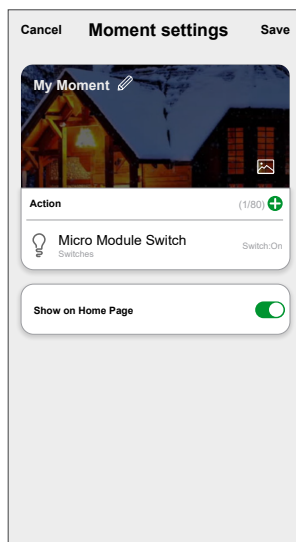 Cancel Moment settings Save
My Moment
Action (1/80)
Micro Module Switch
Switches Switch:On
Show on Home Page